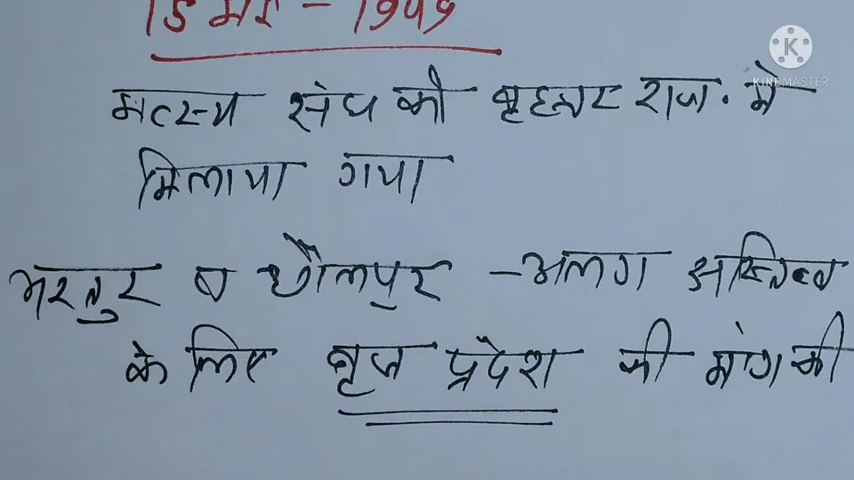 15 मई - 1949
मत्स्य संघ को बृहत्तर राज. मे
मिलाया गया
भरतपुर व धौलपुर - अलग अस्तित्व
के लिए बृज प्रदेश की मांग की
KINEMASTER